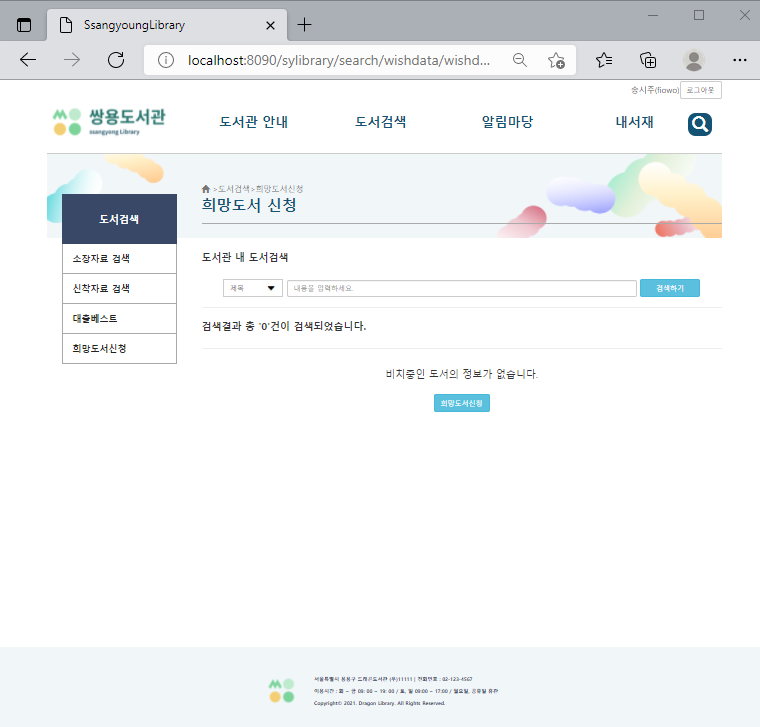 SsangyoungLibrary
localhost:8090/sylibrary/search/wishdata/wishd...
송시주(fiowo) 로그아웃
쌍용도서관
ssangyong Library
도서관 안내 도서검색 알림마당 내서재
>도서검색>희망도서신청
희망도서 신청
도서검색
소장자료 검색
신착자료 검색
대출베스트
희망도서신청
도서관 내 도서검색
제목 내용을 입력하세요. 검색하기
검색결과 총 '0'건이 검색되었습니다.
비치중인 도서의 정보가 없습니다.
희망도서신청
서울특별시 용용구 드래곤도서관 (우)11111 | 전화번호 : 02-123-4567
이용시간 : 화 ~ 금 09: 00 ~ 19: 00 / 토, 일 09:00 ~ 17:00 / 월요일, 공휴일 휴관
Copyright© 2021. Dragon Library. All Rights Reserved.